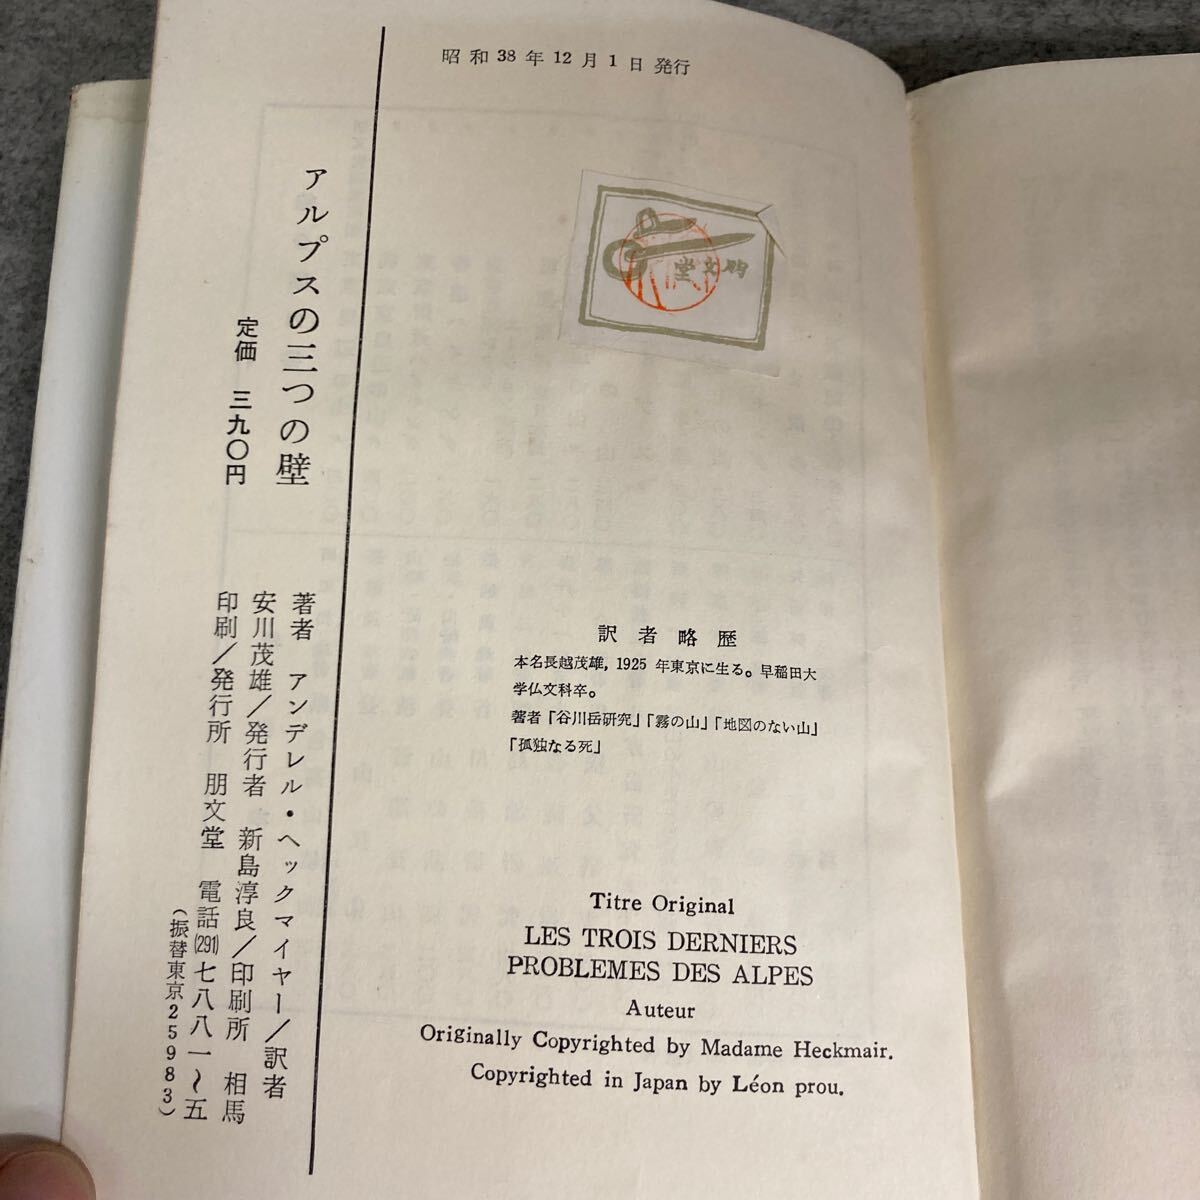 昭和38年12月1日発行
朋文堂
アルプスの三つの壁
定価 三九〇円
著者 アンデレル・ヘックマイヤー/訳者
安川茂雄/発行者 新島淳良/印刷所 相馬
印刷/発行所 朋文堂 電話(291)七八八一〜五
(振替東京25983)
訳者略歴
本名長越茂雄, 1925 年東京に生る。早稲田大
学仏文科卒。
著者「谷川岳研究」「霧の山」「地図のない山」
「孤独なる死」
Titre Original
LES TROIS DERNIERS
PROBLEMES DES ALPES
Auteur
Originally Copyrighted by Madame Heckmair.
Copyrighted in Japan by Léon prou.